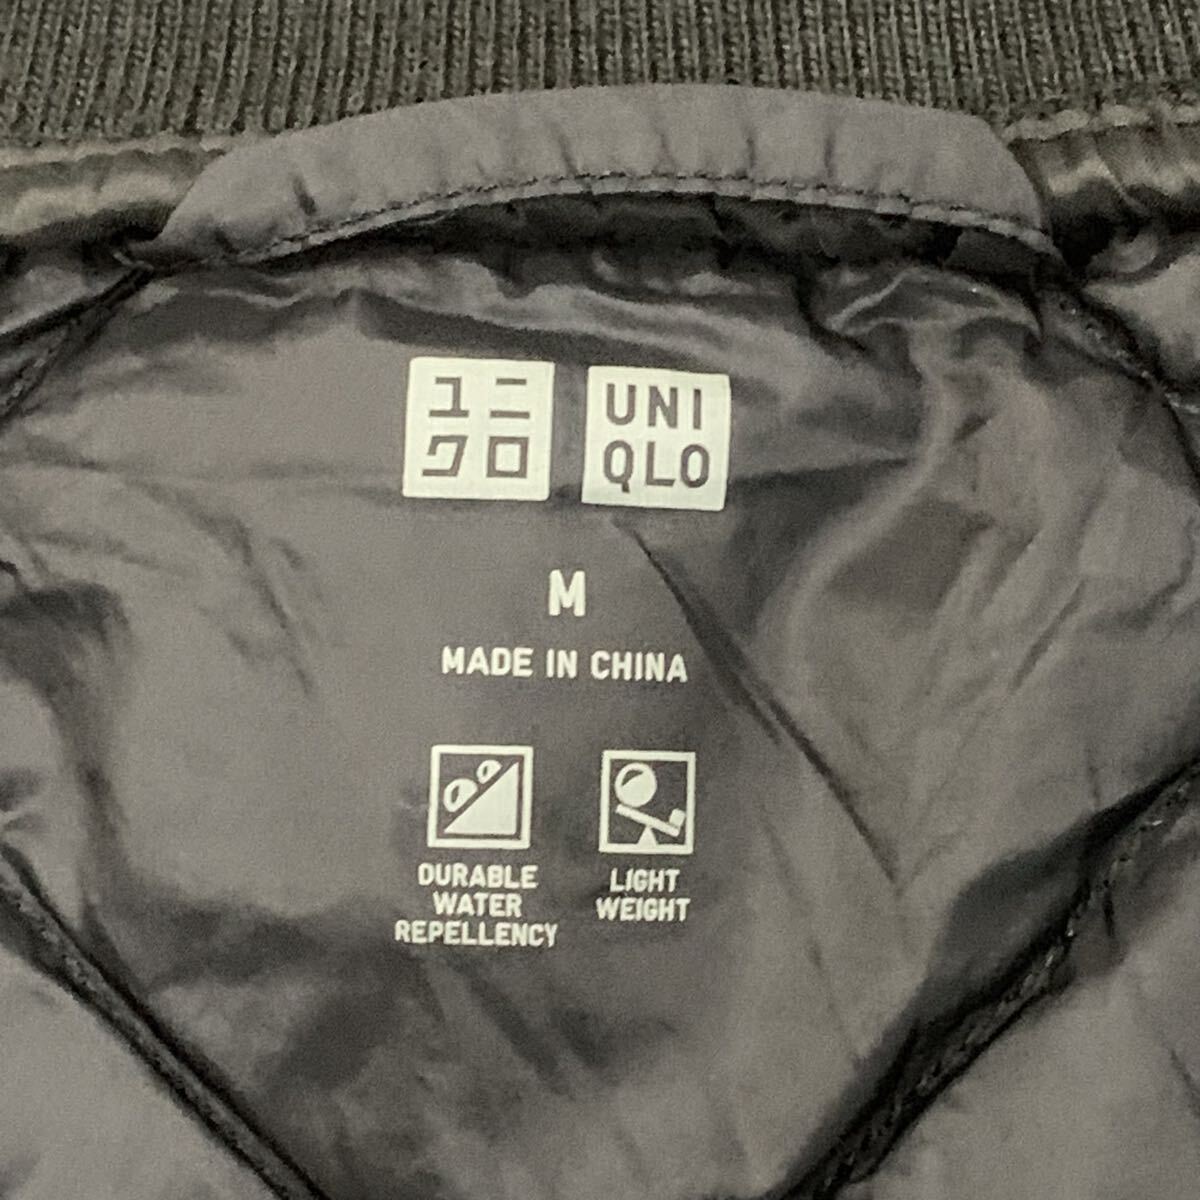 ユニ
クロ
UNI
QLO
M
MADE IN CHINA
DURABLE
WATER
REPELLENCY
LIGHT
WEIGHT